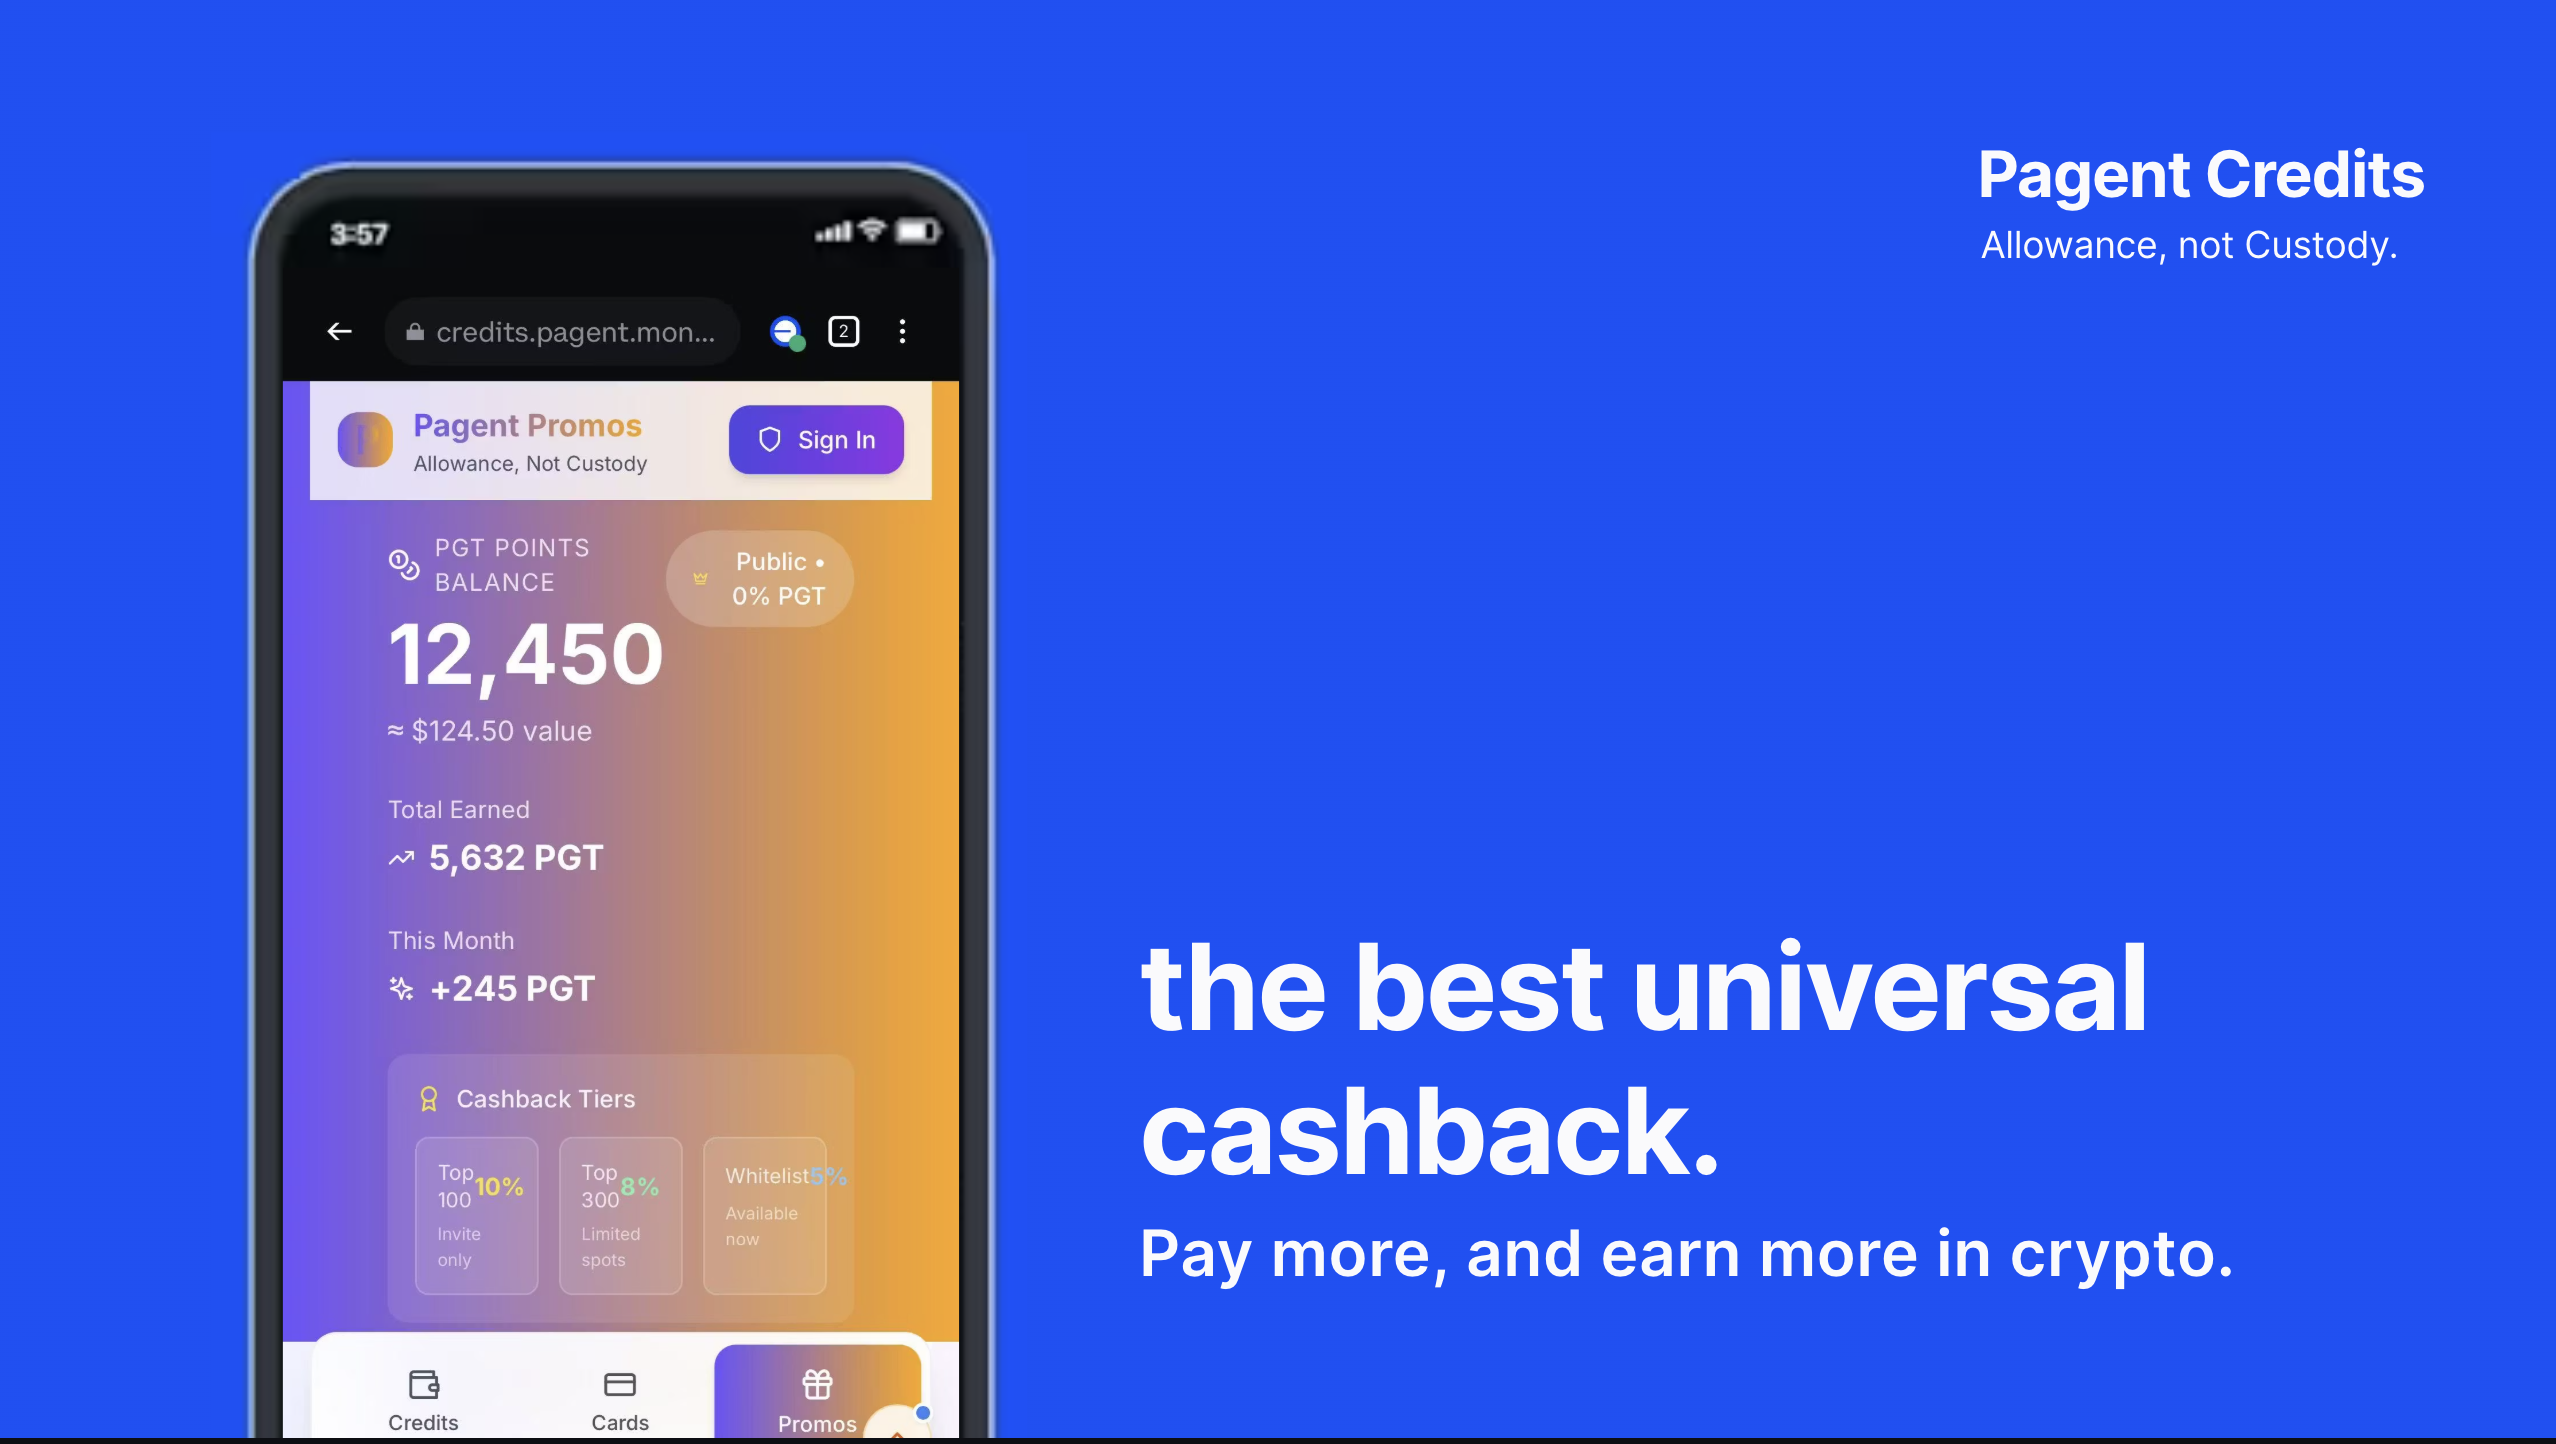 Pagent Credits
Allowance, not Custody.
3:57
credits.pagent.mon...
2
Pagent Promos
Allowance, Not Custody
Sign In
PGT POINTS
BALANCE
Public •
0% PGT
12,450
≈ $124.50 value
Total Earned
5,632 PGT
This Month
+245 PGT
Cashback Tiers
Top
100
10%
Invite
only
Top
300
8%
Limited
spots
Whitelist 5%
Available
now
Credits
Cards
Promos
the best universal
cashback.
Pay more, and earn more in crypto.